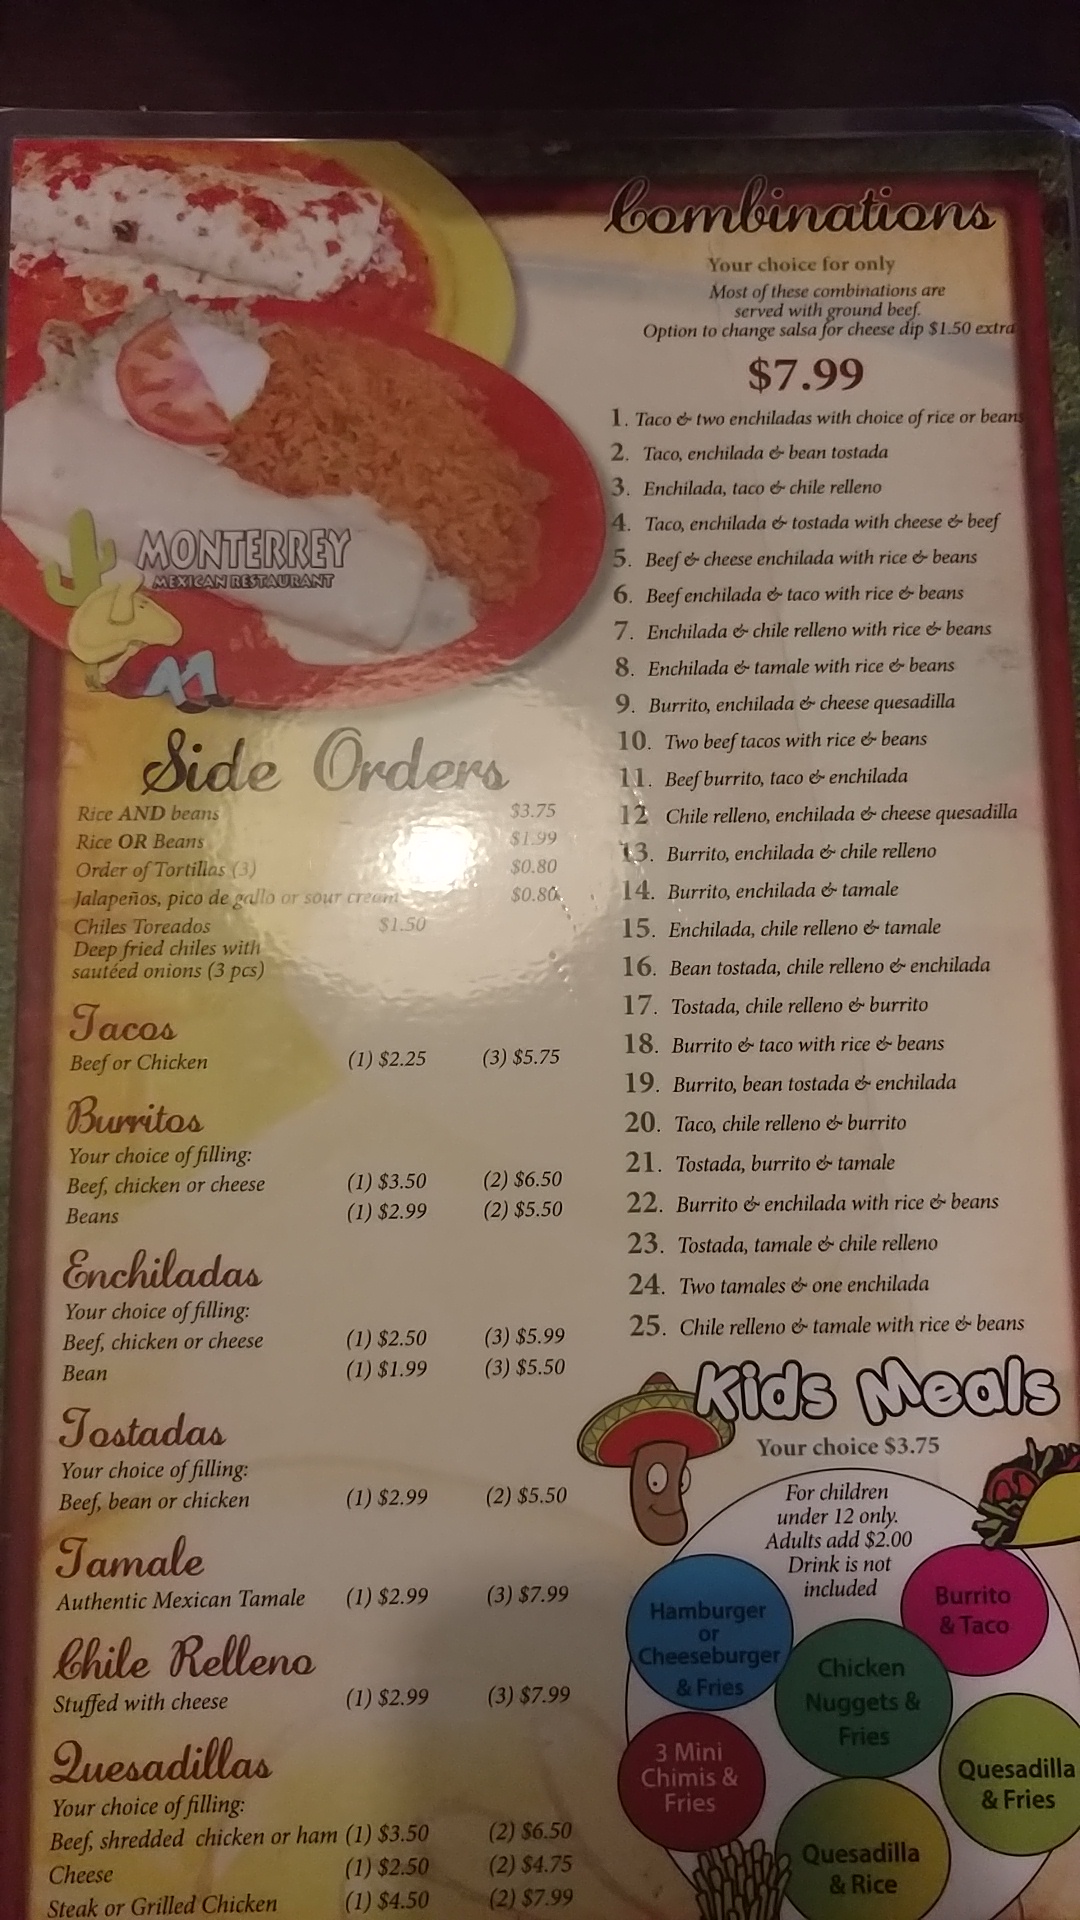 MONTERREY
MEXICAN RESTAURANT
Side Orders
Rice AND beans $3.75
Rice OR Beans $1.99
Order of Tortillas (3) $0.80
Jalapeños, pico de gallo or sour cream $0.80
Chiles Toreados $1.50
Deep fried chiles with
sautéed onions (3 pcs)
Tacos
Beef or Chicken (1) $2.25 (3) $5.75
Burritos
Your choice of filling:
Beef, chicken or cheese (1) $3.50 (2) $6.50
Beans (1) $2.99 (2) $5.50
Enchiladas
Your choice of filling:
Beef, chicken or cheese (1) $2.50 (3) $5.99
Bean (1) $1.99 (3) $5.50
Tostadas
Your choice of filling:
Beef, bean or chicken (1) $2.99 (2) $5.50
Tamale
Authentic Mexican Tamale (1) $2.99 (3) $7.99
Chile Relleno
Stuffed with cheese (1) $2.99 (3) $7.99
Quesadillas
Your choice of filling:
Beef, shredded chicken or ham (1) $3.50 (2) $6.50
Cheese (1) $2.50 (2) $4.75
Steak or Grilled Chicken (1) $4.50 (2) $7.99
Combinations
Your choice for only
Most of these combinations are
served with ground beef.
Option to change salsa for cheese dip $1.50 extra
$7.99
1. Taco & two enchiladas with choice of rice or beans
2. Taco, enchilada & bean tostada
3. Enchilada, taco & chile relleno
4. Taco, enchilada & tostada with cheese & beef
5. Beef & cheese enchilada with rice & beans
6. Beef enchilada & taco with rice & beans
7. Enchilada & chile relleno with rice & beans
8. Enchilada & tamale with rice & beans
9. Burrito, enchilada & cheese quesadilla
10. Two beef tacos with rice & beans
11. Beef burrito, taco & enchilada
12 Chile relleno, enchilada & cheese quesadilla
13. Burrito, enchilada & chile relleno
14. Burrito, enchilada & tamale
15. Enchilada, chile relleno & tamale
16. Bean tostada, chile relleno & enchilada
17. Tostada, chile relleno & burrito
18. Burrito & taco with rice & beans
19. Burrito, bean tostada & enchilada
20. Taco, chile relleno & burrito
21. Tostada, burrito & tamale
22. Burrito & enchilada with rice & beans
23. Tostada, tamale & chile relleno
24. Two tamales & one enchilada
25. Chile relleno & tamale with rice & beans
Kids Meals
Your choice $3.75
For children
under 12 only.
Adults add $2.00
Drink is not
included
Hamburger
or
Cheeseburger
& Fries
Burrito
& Taco
Chicken
Nuggets &
Fries
3 Mini
Chimis &
Fries
Quesadilla
& Fries
Quesadilla
& Rice